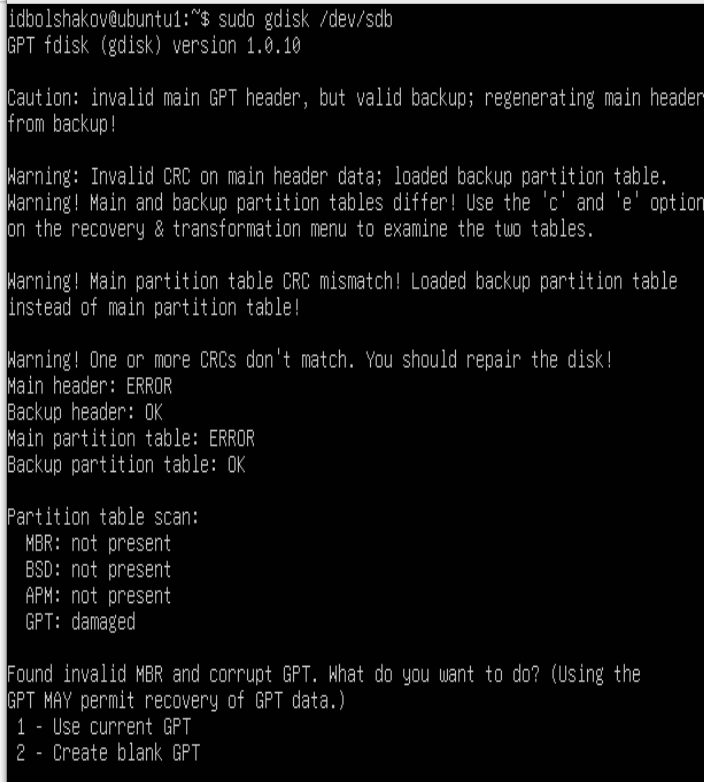 idbolshakov@ubuntu1:~$ sudo gdisk /dev/sdb
GPT fdisk (gdisk) version 1.0.10
Caution: invalid main GPT header, but valid backup; regenerating main header
from backup!
Warning: Invalid CRC on main header data; loaded backup partition table.
Warning! Main and backup partition tables differ! Use the 'c' and 'e' option
on the recovery & transformation menu to examine the two tables.
Warning! Main partition table CRC mismatch! Loaded backup partition table
instead of main partition table!
Warning! One or more CRCs don't match. You should repair the disk!
Main header: ERROR
Backup header: OK
Main partition table: ERROR
Backup partition table: OK
Partition table scan:
MBR: not present
BSD: not present
APM: not present
GPT: damaged
Found invalid MBR and corrupt GPT. What do you want to do? (Using the
GPT MAY permit recovery of GPT data.)
1 - Use current GPT
2 - Create blank GPT